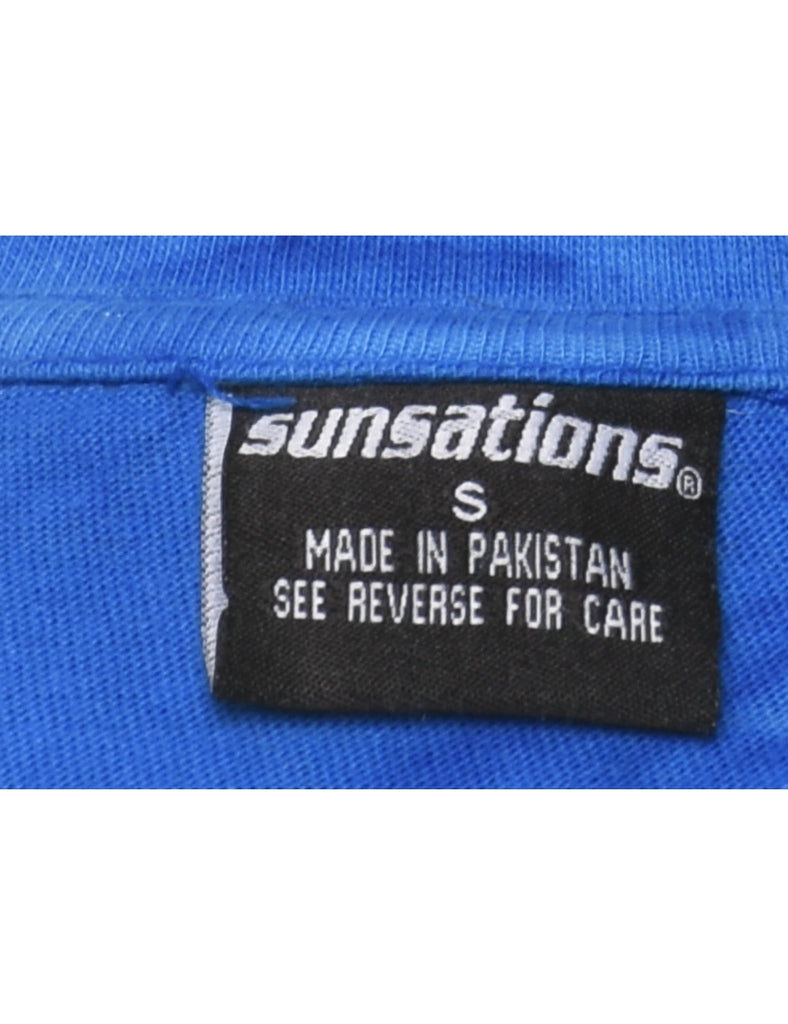 sunsations®
S
MADE IN PAKISTAN
SEE REVERSE FOR CARE